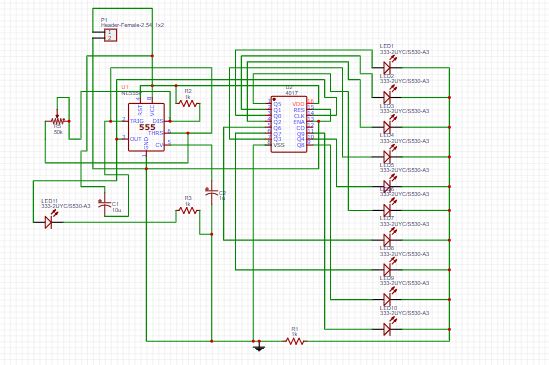 P1
Header-Female-2.54_1x2
1
2
U1
NE555P
RST
VCC
TRIG
DIS
555
THRS
OUT
CV
GND
50k
R2
1k
R3
1k
C1
10u
LED11
333-2UYC/S530-A3
4017
Q5
VDD
Q1
RES
Q0
CLK
Q2
ENA
Q6
CO
Q7
Q9
Q3
Q4
VSS
Q8
R1
1k
LED1
333-2UYC/S530-A3
LED2
333-2UYC/S530-A3
LED3
333-2UYC/S530-A3
LED4
333-2UYC/S530-A3
LED5
333-2UYC/S530-A3
333-2UYC/S530-A3
LED7
333-2UYC/S530-A3
LED8
333-2UYC/S530-A3
LED9
333-2UYC/S530-A3
LED10
333-2UYC/S530-A3